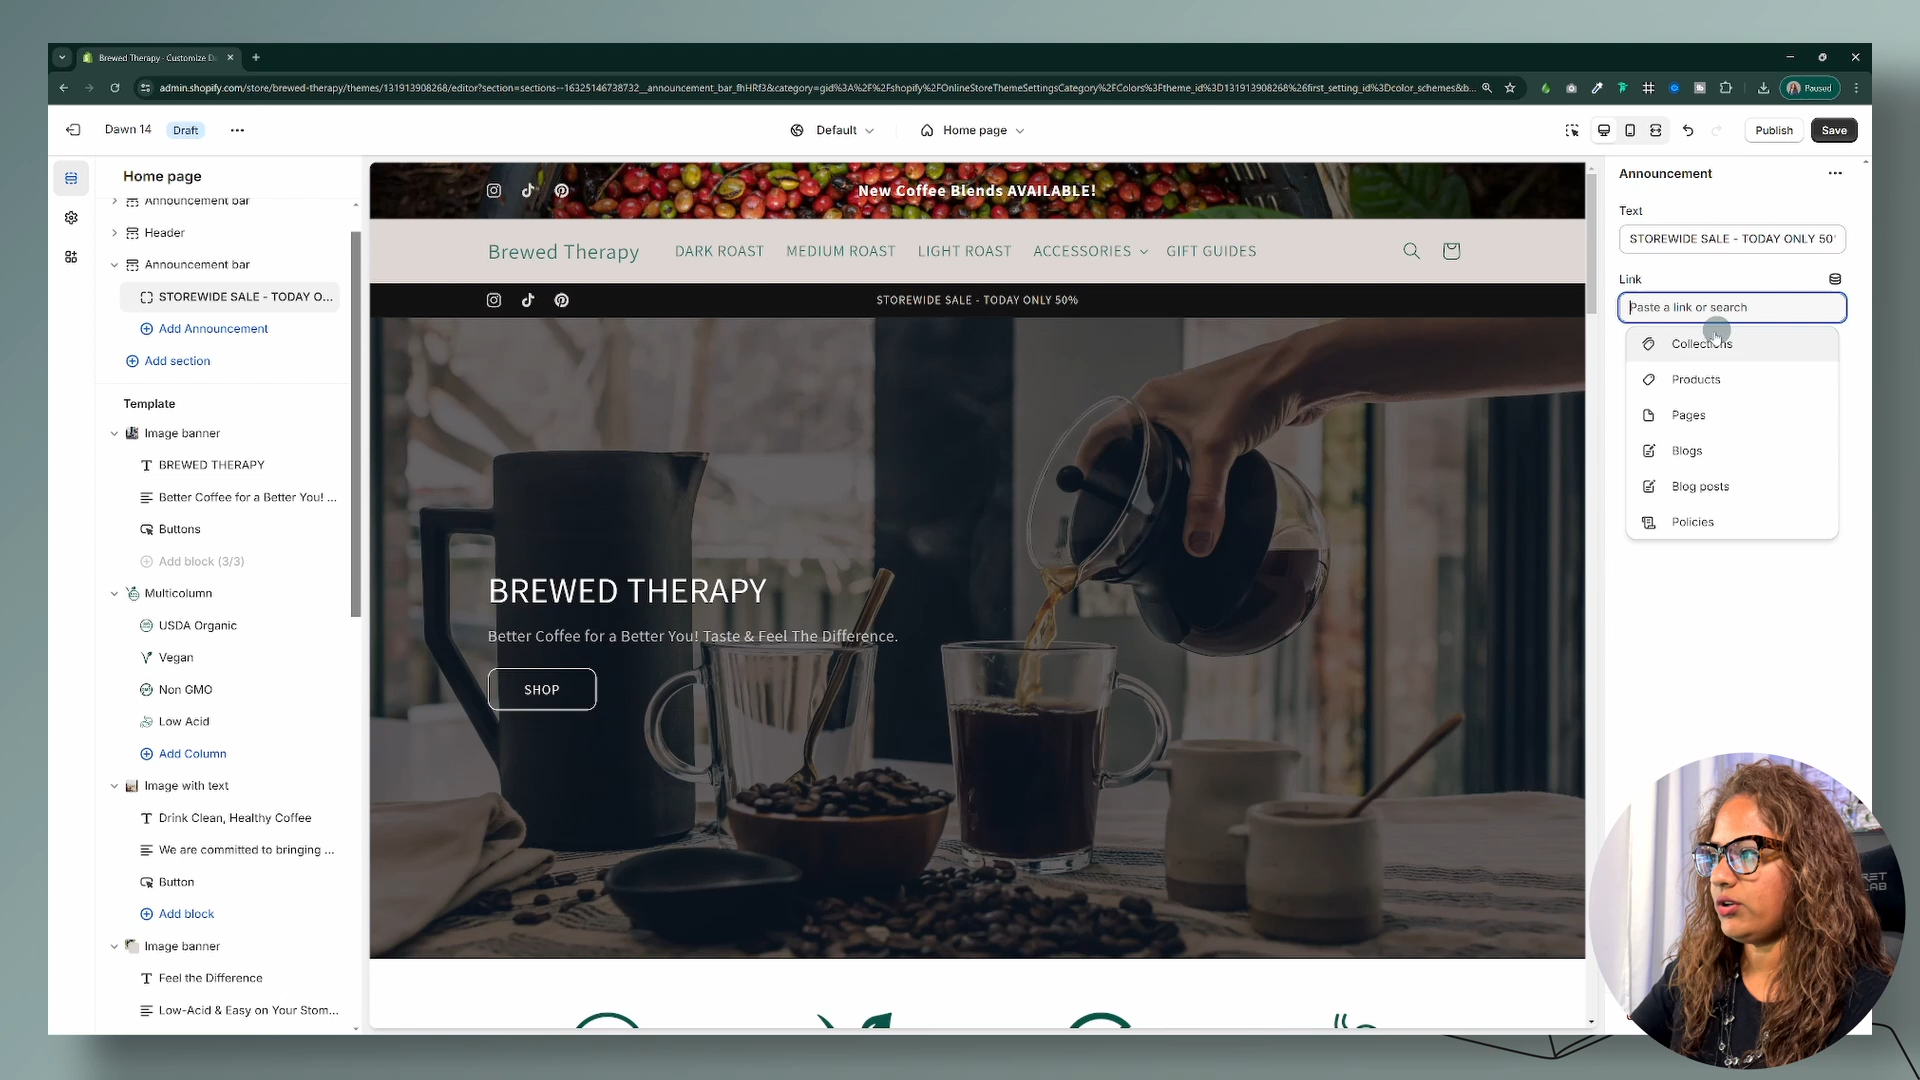 Brewed Therapy · Customize D
admin.shopify.com/store/brewed-therapy/themes/131913908268/editor?section=sections--16325146738732__announcement_bar_fhHRf3&category=gid%3A%2F%2Fshopify%2FOnlineStoreThemeSettingsCategory%2FColors%3Ftheme_id%3D131913908268%26first_setting_id%3Dcolor_schemes&b...
Paused
Dawn 14
Draft
Default
Home page
Publish
Save
Home page
Announcement bar
Header
Announcement bar
STOREWIDE SALE - TODAY O...
Add Announcement
Add section
Template
Image banner
BREWED THERAPY
Better Coffee for a Better You! ...
Buttons
Add block (3/3)
Multicolumn
USDA Organic
Vegan
Non GMO
Low Acid
Add Column
Image with text
Drink Clean, Healthy Coffee
We are committed to bringing ...
Button
Add block
Image banner
Feel the Difference
Low-Acid & Easy on Your Stom...
New Coffee Blends AVAILABLE!
Brewed Therapy
DARK ROAST
MEDIUM ROAST
LIGHT ROAST
ACCESSORIES
GIFT GUIDES
STOREWIDE SALE - TODAY ONLY 50%
BREWED THERAPY
Better Coffee for a Better You! Taste & Feel The Difference.
SHOP
Announcement
Text
STOREWIDE SALE - TODAY ONLY 50
Link
Paste a link or search
Collections
Products
Pages
Blogs
Blog posts
Policies
RET
LAB